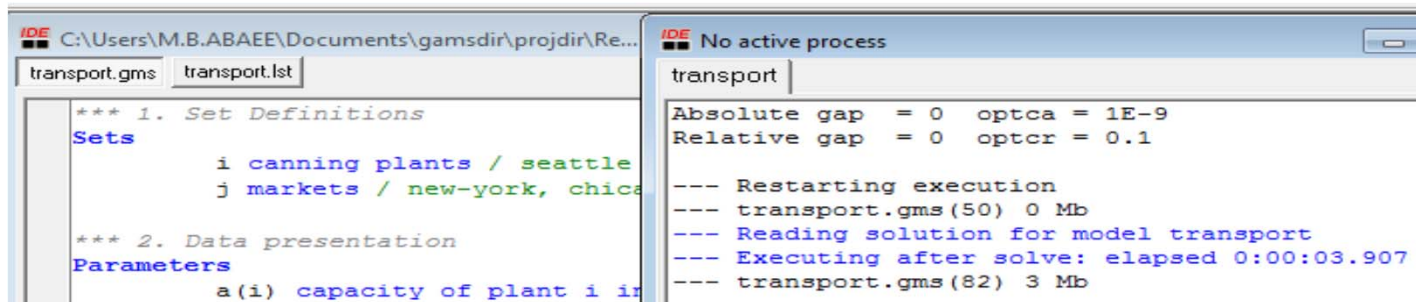 IDE C:\Users\M.B.ABAEE\Documents\gamsdir\projdir\Re...
transport.gms transport.lst
*** 1. Set Definitions
Sets
i canning plants / seattle
j markets / new-york, chica
*** 2. Data presentation
Parameters
a(i) capacity of plant i in
IDE No active process
transport
Absolute gap = 0 optca = 1E-9
Relative gap = 0 optcr = 0.1
--- Restarting execution
--- transport.gms(50) 0 Mb
--- Reading solution for model transport
--- Executing after solve: elapsed 0:00:03.907
--- transport.gms(82) 3 Mb